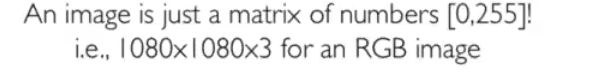 An image is just a matrix of numbers [0,255]!
i.e., 1080x1080x3 for an RGB image